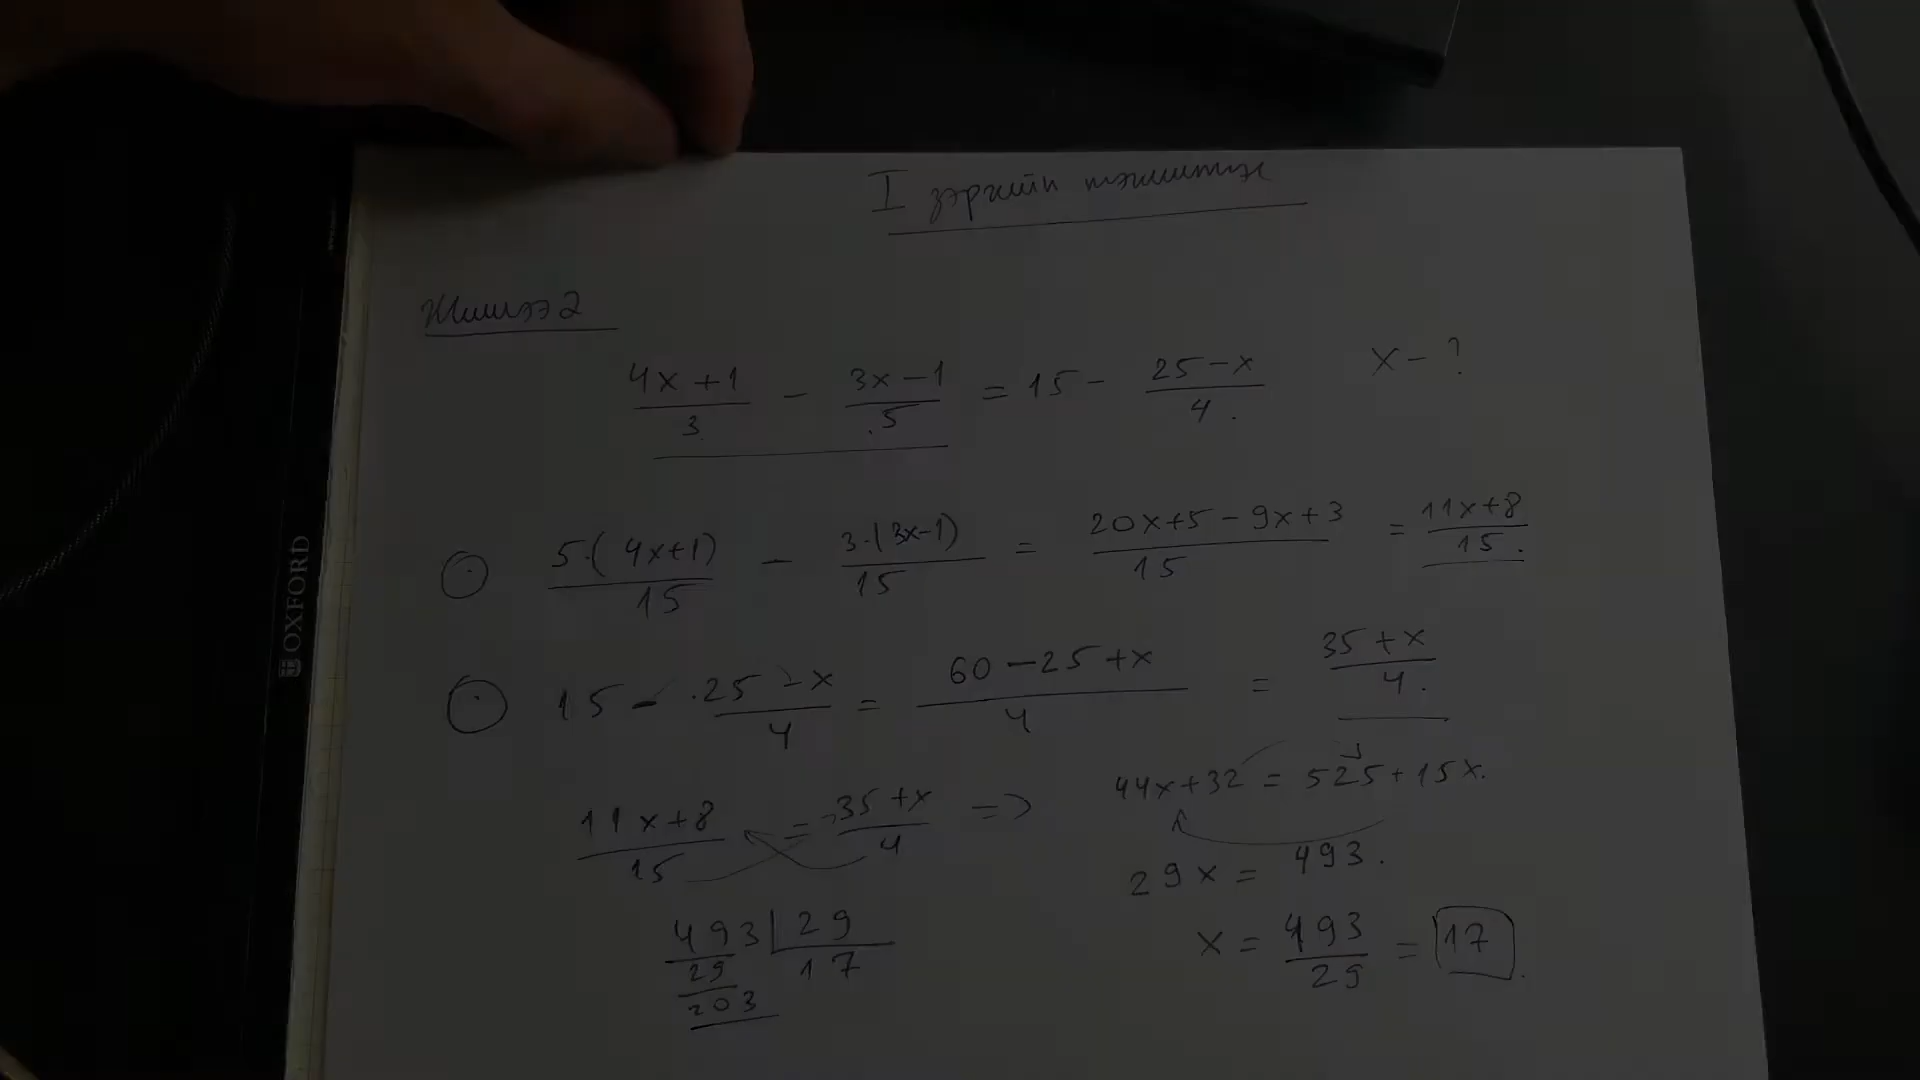 I зэргийн тэгшитгэл
Жишээ 2
(4x+1)/3 - (3x-1)/5 = 15 - (25-x)/4 x-?
5·(4x+1)/15 - 3·(3x-1)/15 = (20x+5-9x+3)/15 = (11x+8)/15
15 - (25-x)/4 = (60-25+x)/4 = (35+x)/4
(11x+8)/15 = (35+x)/4 => 44x+32 = 525+15x
29x = 493
x = 493/29 = 17
493 | 29
29 17
203
OXFORD